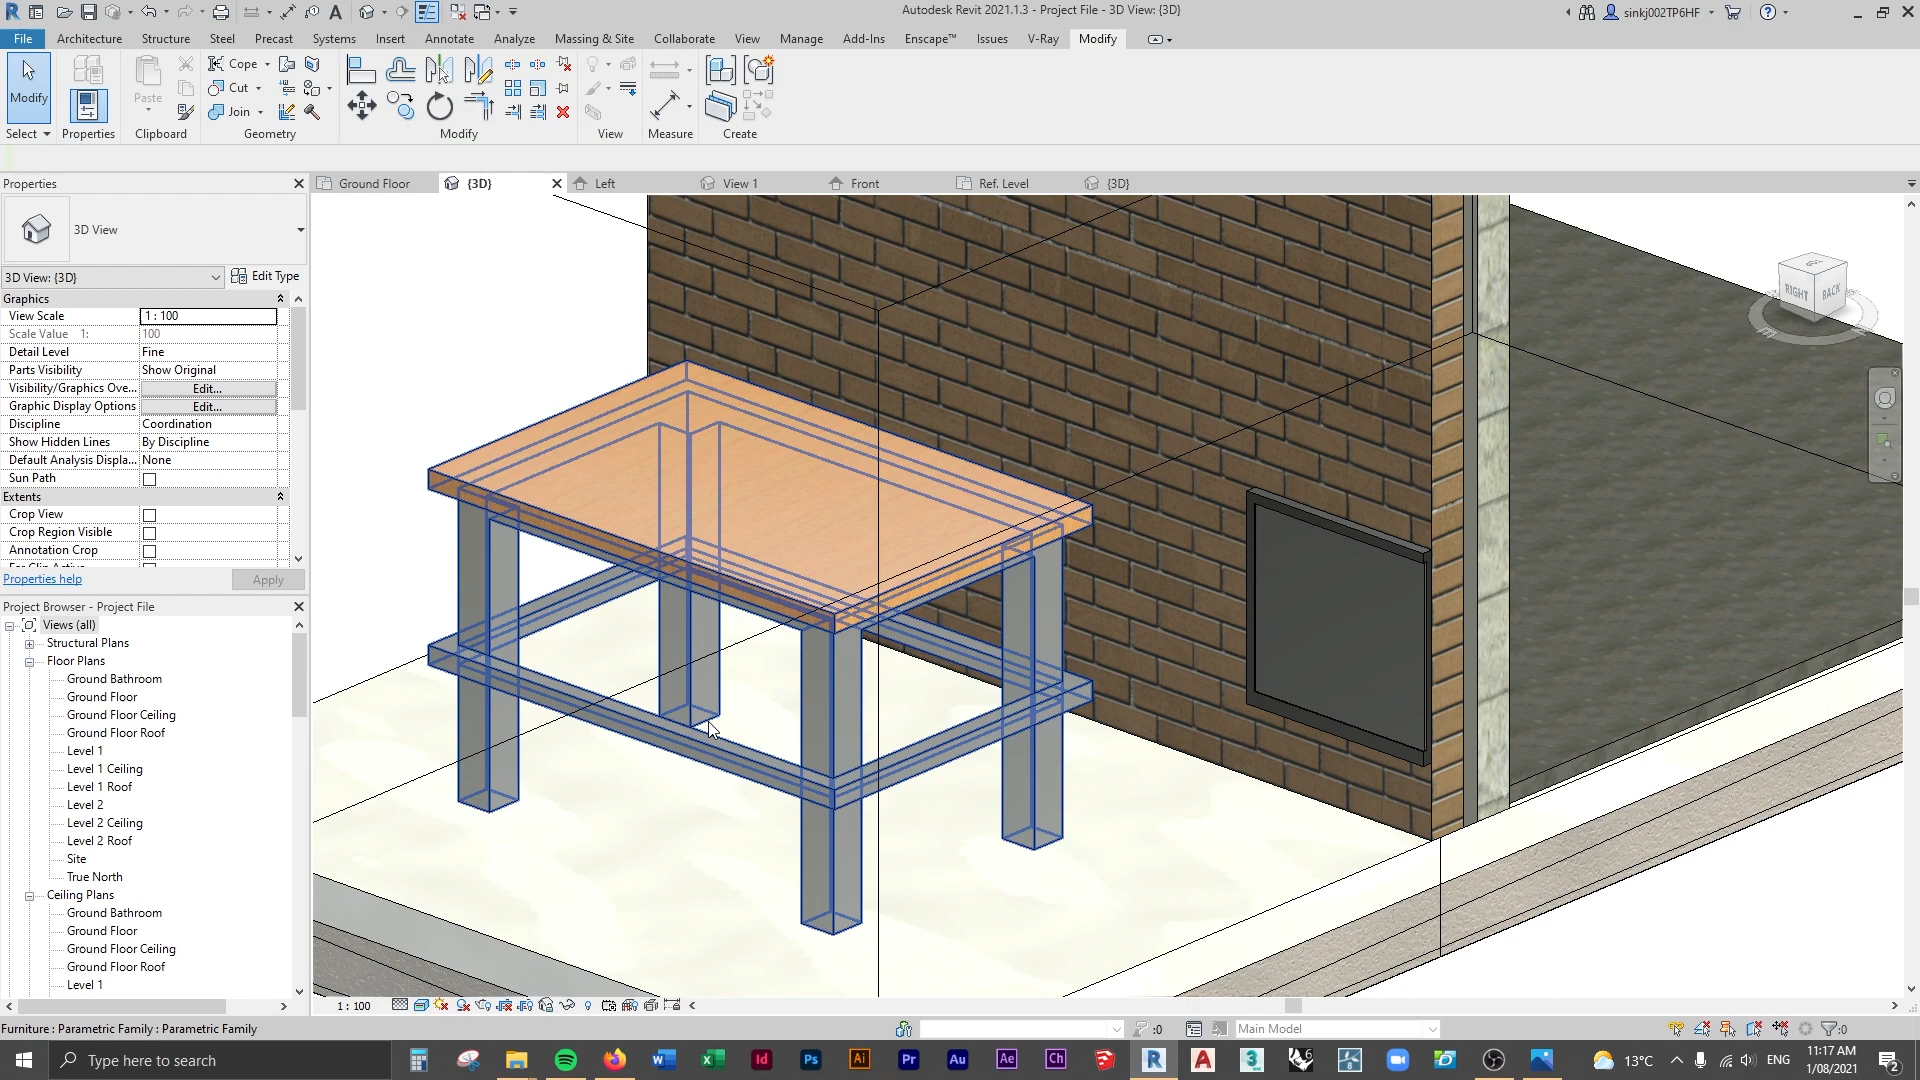 Autodesk Revit 2021.1.3 - Project File - 3D View: {3D}
sinkj002TP6HF
File Architecture Structure Steel Precast Systems Insert Annotate Analyze Massing & Site Collaborate View Manage Add-Ins Enscape™ Issues V-Ray Modify
Modify
Paste
Cope
Cut
Join
Select Properties Clipboard Geometry Modify View Measure Create
Properties
Ground Floor {3D} Left View 1 Front Ref. Level {3D}
3D View
3D View: {3D} Edit Type
Graphics
View Scale 1 : 100
Scale Value 1: 100
Detail Level Fine
Parts Visibility Show Original
Visibility/Graphics Ove... Edit...
Graphic Display Options Edit...
Discipline Coordination
Show Hidden Lines By Discipline
Default Analysis Displa... None
Sun Path
Extents
Crop View
Crop Region Visible
Annotation Crop
Properties help Apply
Project Browser - Project File
Views (all)
Structural Plans
Floor Plans
Ground Bathroom
Ground Floor
Ground Floor Ceiling
Ground Floor Roof
Level 1
Level 1 Ceiling
Level 1 Roof
Level 2
Level 2 Ceiling
Level 2 Roof
Site
True North
Ceiling Plans
Ground Bathroom
Ground Floor
Ground Floor Ceiling
Ground Floor Roof
Level 1
RIGHT BACK
1 : 100
Furniture : Parametric Family : Parametric Family
:0
Main Model
:0
Type here to search
13°C
ENG
11:17 AM
1/08/2021
2